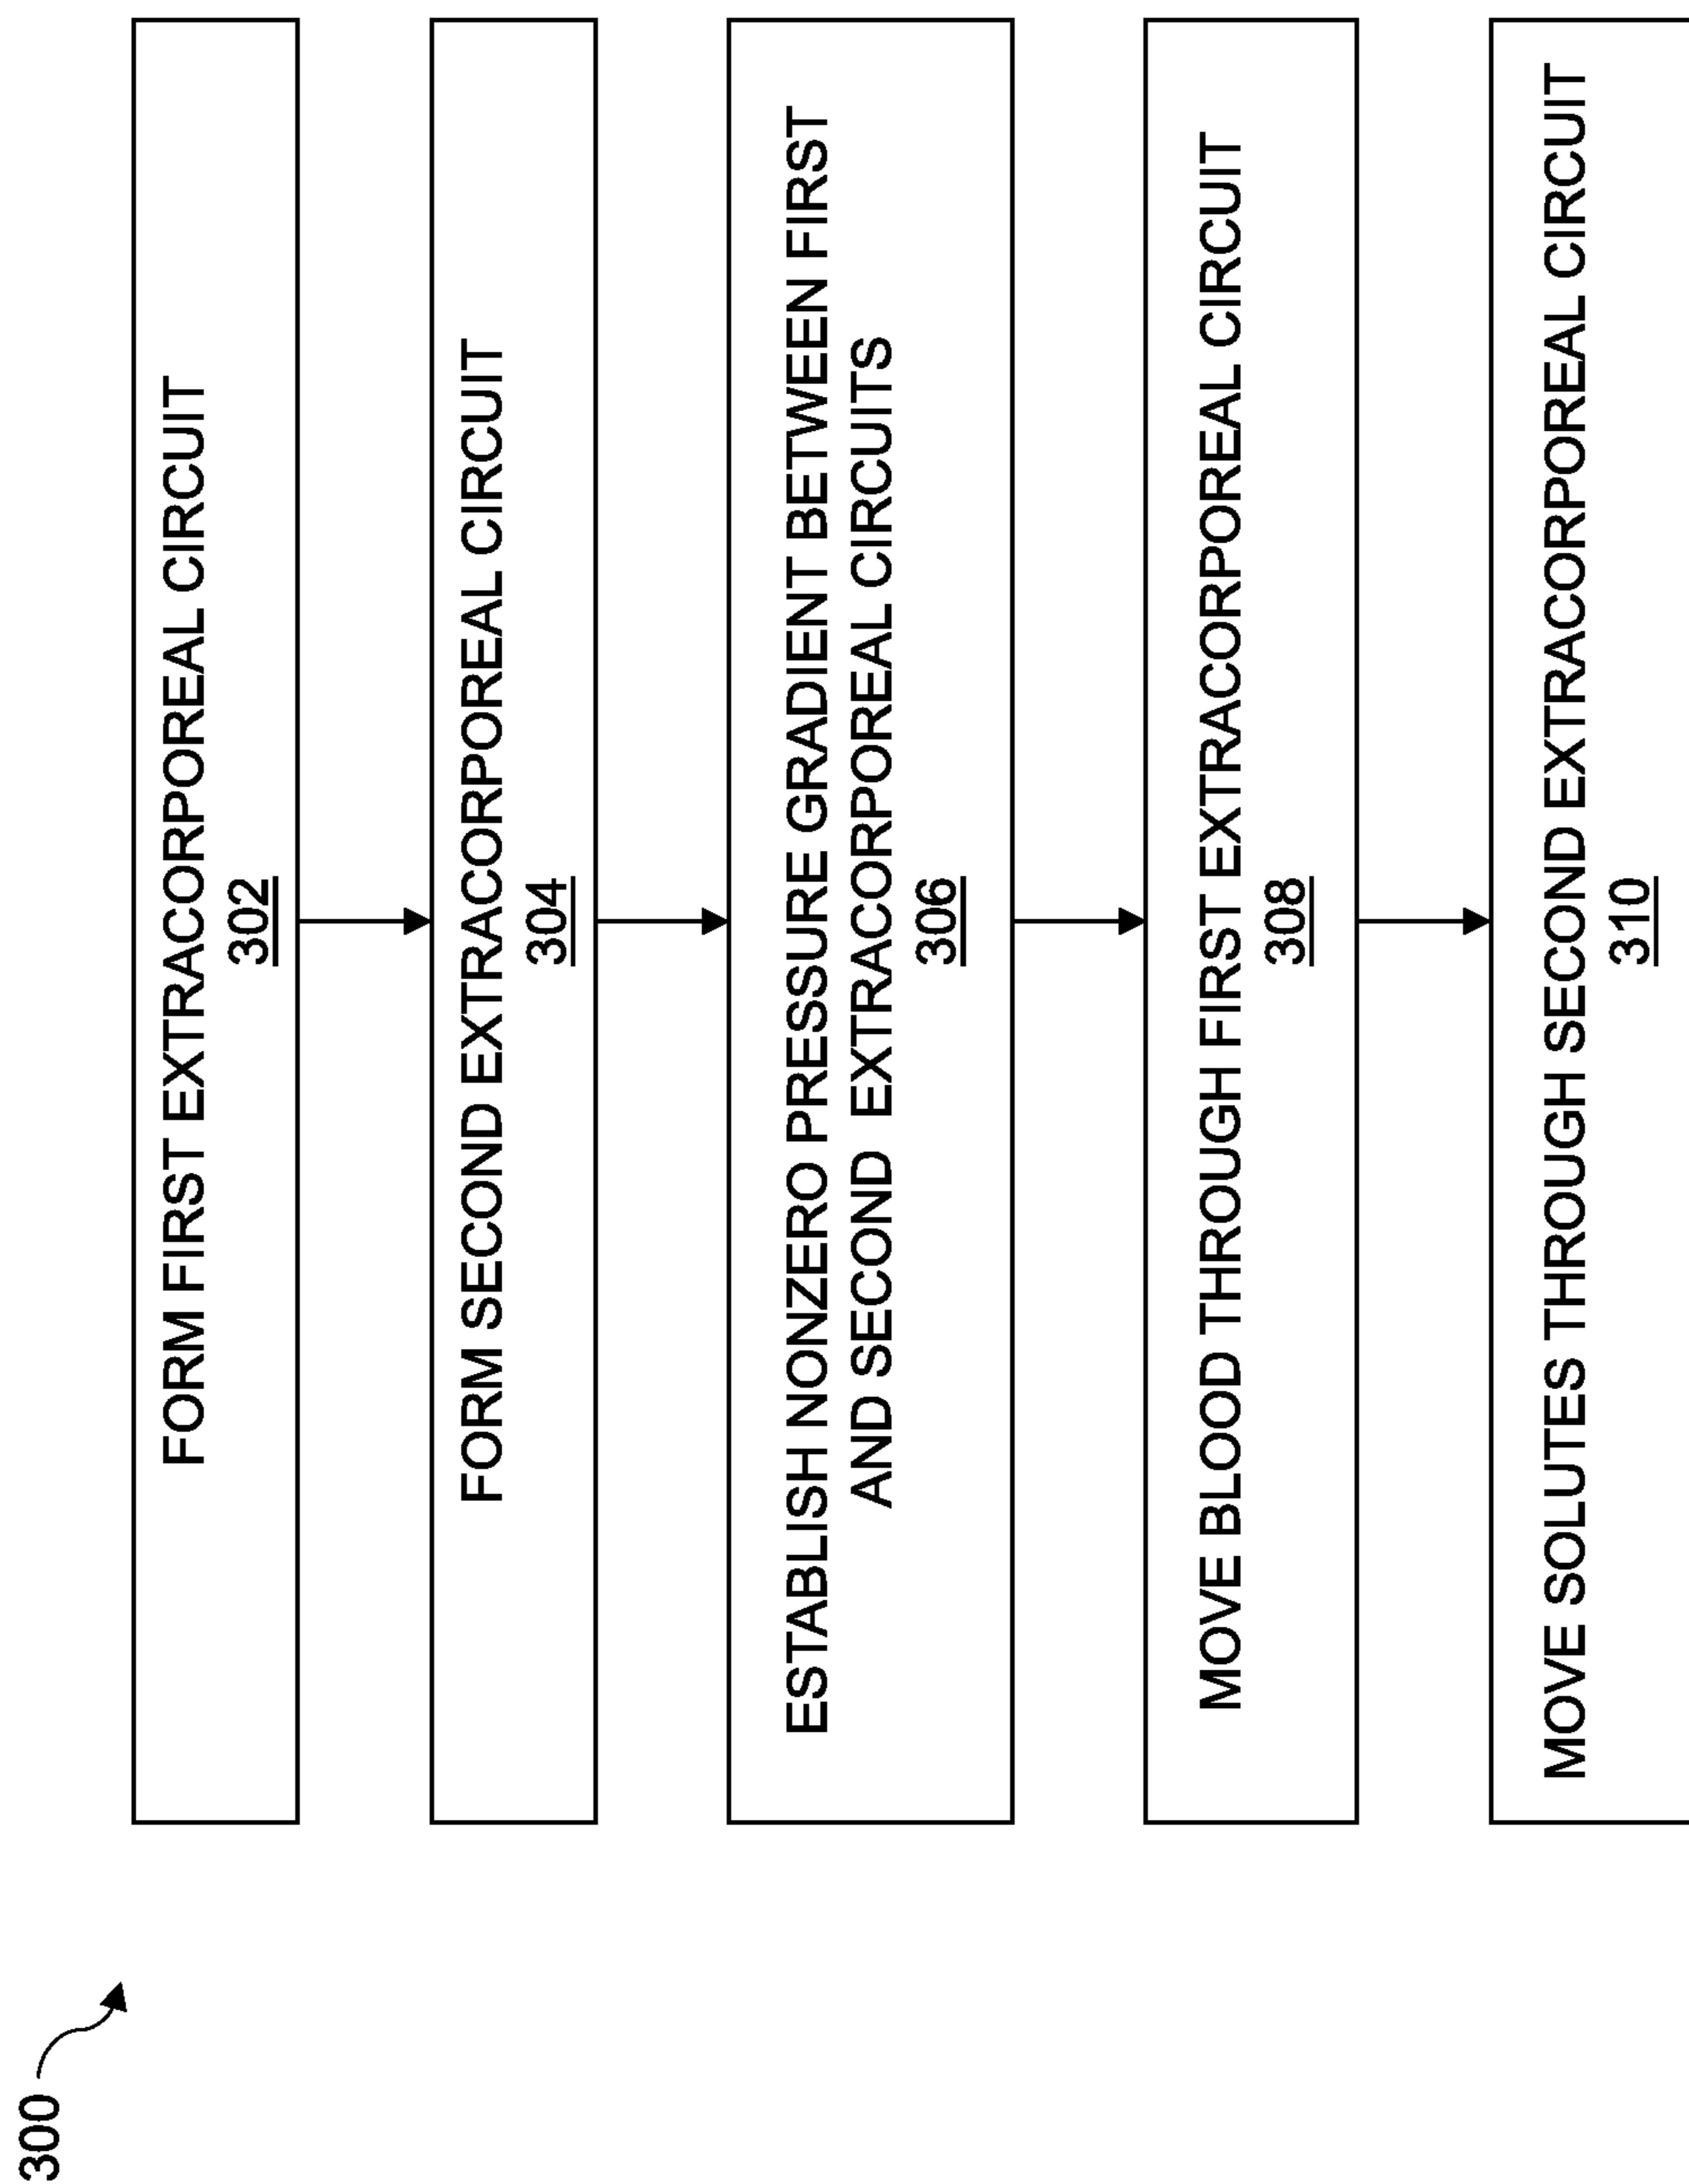 300
FORM FIRST EXTRACORPOREAL CIRCUIT
302
FORM SECOND EXTRACORPOREAL CIRCUIT
304
ESTABLISH NONZERO PRESSURE GRADIENT BETWEEN FIRST
AND SECOND EXTRACORPOREAL CIRCUITS
306
MOVE BLOOD THROUGH FIRST EXTRACORPOREAL CIRCUIT
308
MOVE SOLUTES THROUGH SECOND EXTRACORPOREAL CIRCUIT
310